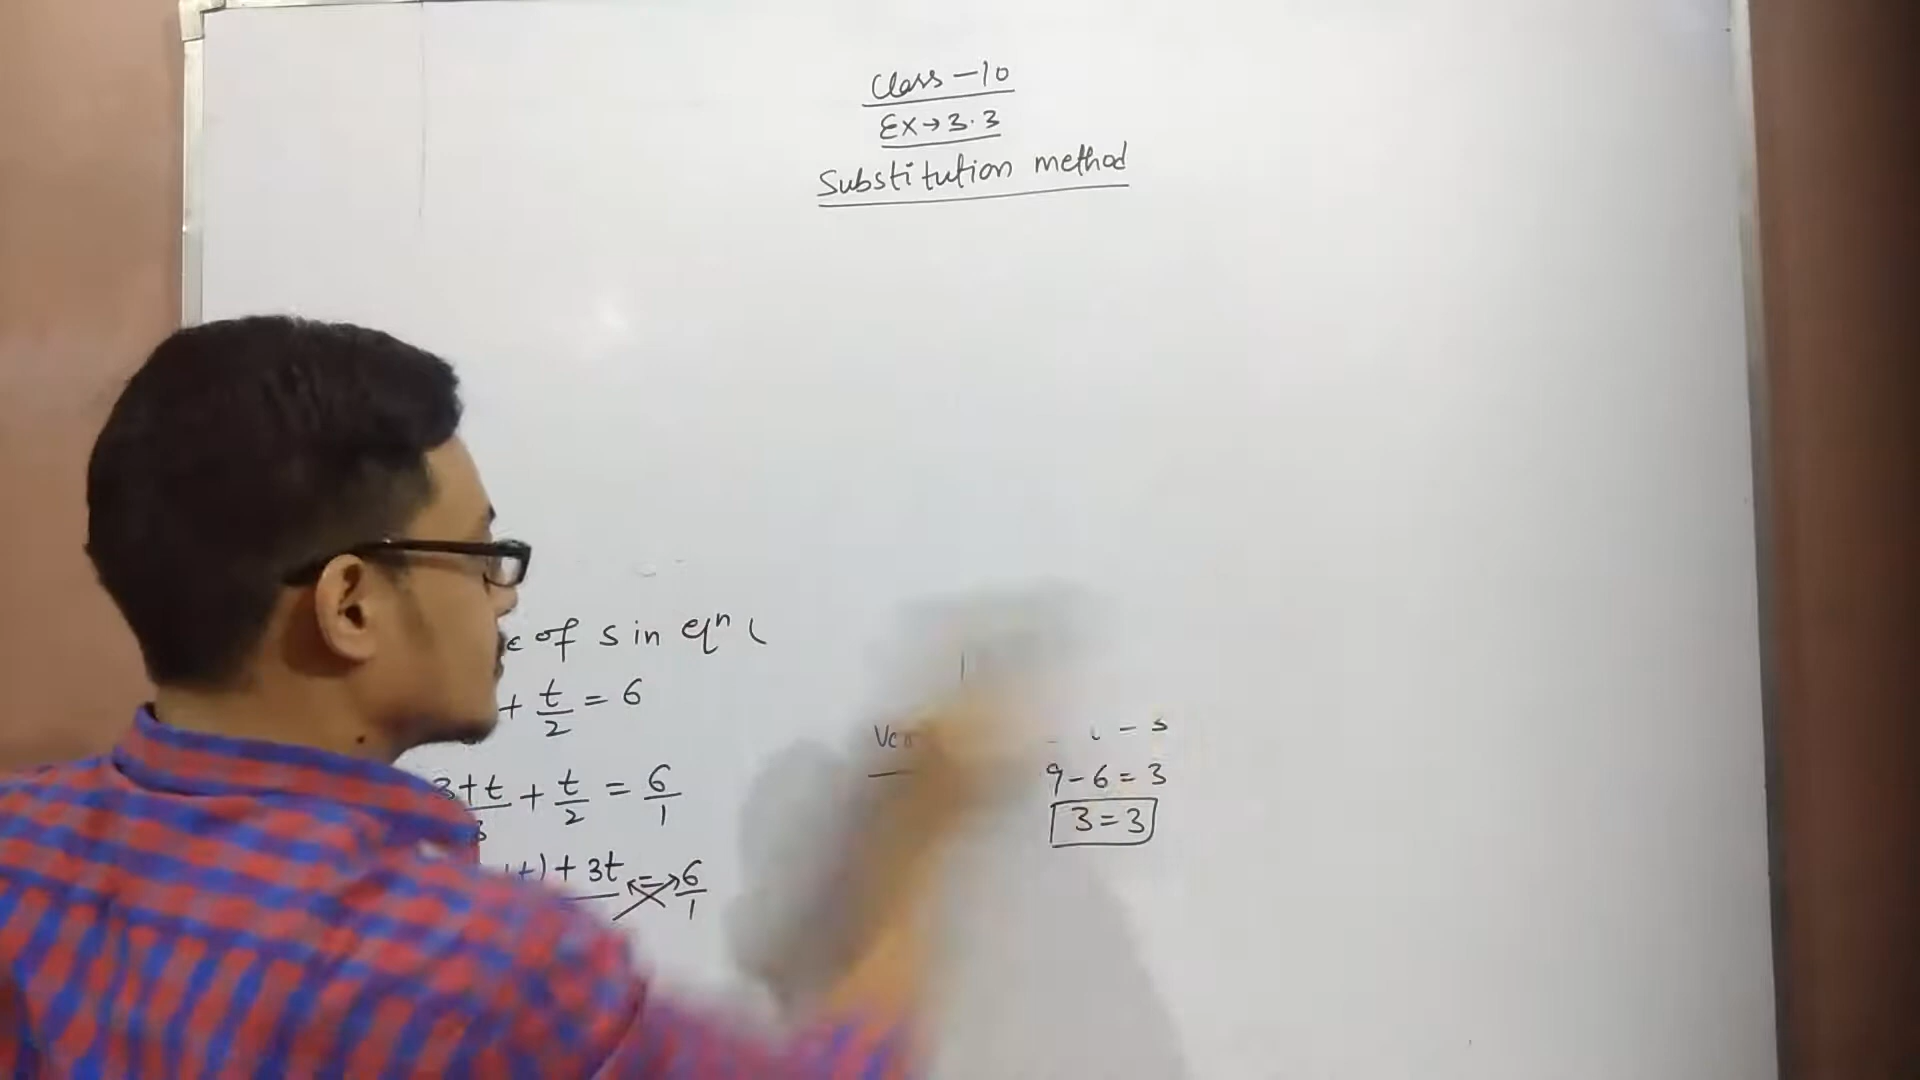 Class – 10
Ex → 3.3
Substitution method
of s in eqⁿ (
+ t/2 = 6
3+t/3 + t/2 = 6/1
t) + 3t = 6/1
– s
9 – 6 = 3
3 = 3